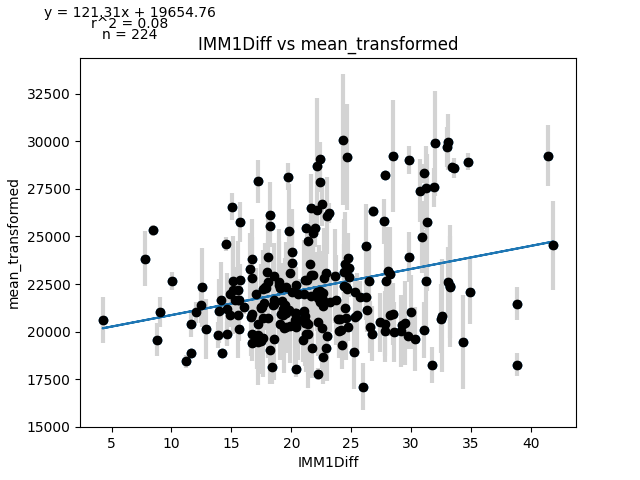 y = 121.31x + 19654.76
r^2 = 0.08
n = 224
IMM1Diff vs mean_transformed
32500
30000
27500
25000
22500
20000
17500
15000
mean_transformed
5 10 15 20 25 30 35 40
IMM1Diff